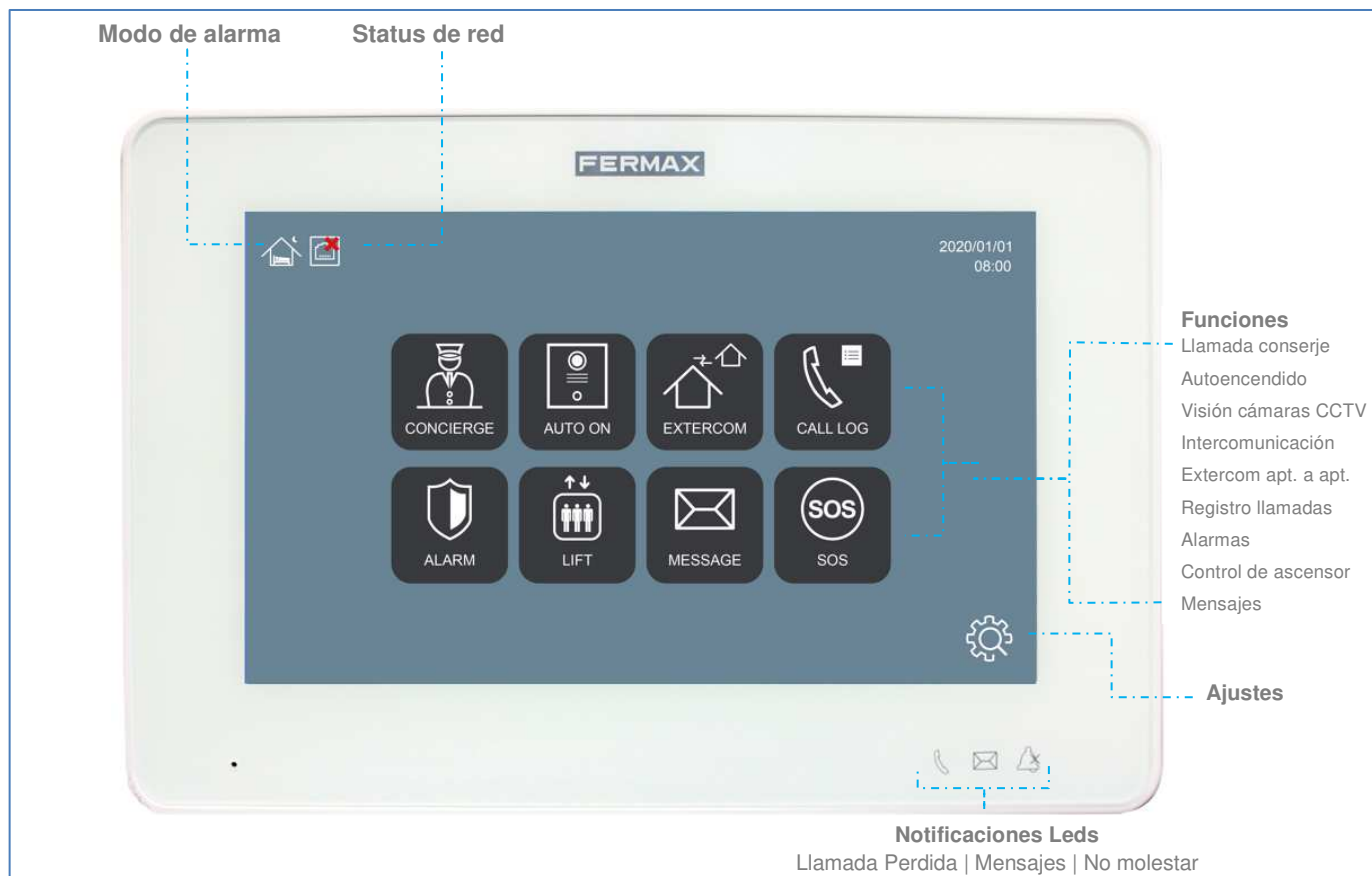 Modo de alarma
Status de red
FERMAX
2020/01/01
08:00
CONCIERGE
AUTO ON
EXTERCOM
CALL LOG
ALARM
LIFT
MESSAGE
SOS
SOS
Funciones
Llamada conserje
Autoencendido
Visión cámaras CCTV
Intercomunicación
Extercom apt. a apt.
Registro llamadas
Alarmas
Control de ascensor
Mensajes
Ajustes
Notificaciones Leds
Llamada Perdida | Mensajes | No molestar